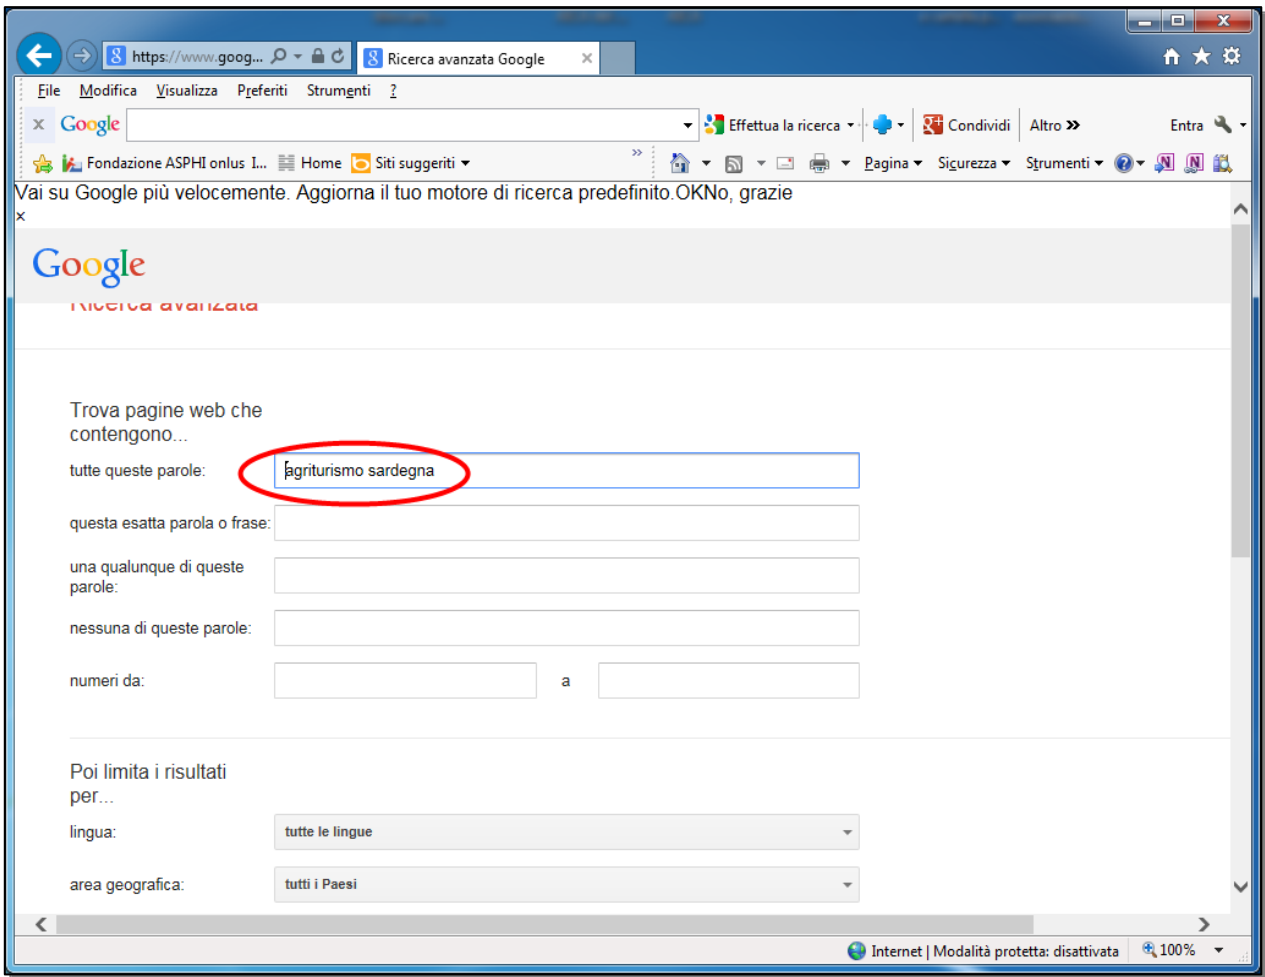 https://www.goog... Ricerca avanzata Google
File Modifica Visualizza Preferiti Strumenti ?
x Google Effettua la ricerca Condividi Altro » Entra
Fondazione ASPHI onlus I... Home Siti suggeriti » Pagina Sicurezza Strumenti
Vai su Google più velocemente. Aggiorna il tuo motore di ricerca predefinito.OKNo, grazie
×
Google
Ricerca avanzata
Trova pagine web che
contengono...
tutte queste parole: agriturismo sardegna
questa esatta parola o frase:
una qualunque di queste
parole:
nessuna di queste parole:
numeri da: a
Poi limita i risultati
per...
lingua: tutte le lingue
area geografica: tutti i Paesi
Internet | Modalità protetta: disattivata 100%